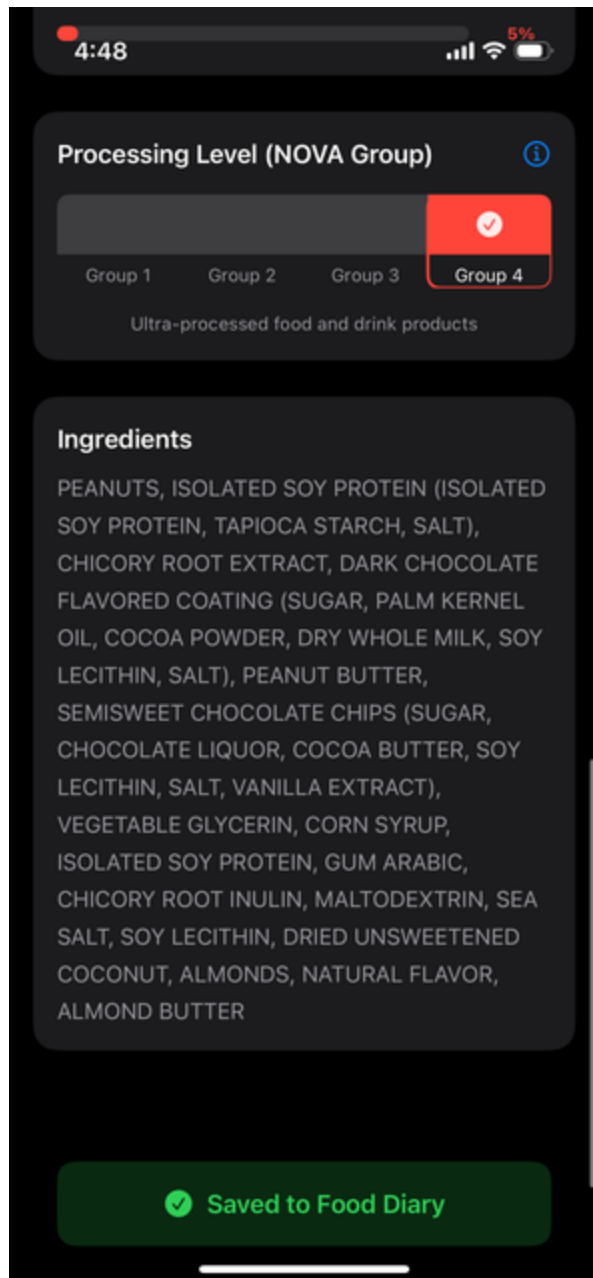 5%
4:48
Processing Level (NOVA Group)
Group 1 Group 2 Group 3 Group 4
Ultra-processed food and drink products
Ingredients
PEANUTS, ISOLATED SOY PROTEIN (ISOLATED
SOY PROTEIN, TAPIOCA STARCH, SALT),
CHICORY ROOT EXTRACT, DARK CHOCOLATE
FLAVORED COATING (SUGAR, PALM KERNEL
OIL, COCOA POWDER, DRY WHOLE MILK, SOY
LECITHIN, SALT), PEANUT BUTTER,
SEMISWEET CHOCOLATE CHIPS (SUGAR,
CHOCOLATE LIQUOR, COCOA BUTTER, SOY
LECITHIN, SALT, VANILLA EXTRACT),
VEGETABLE GLYCERIN, CORN SYRUP,
ISOLATED SOY PROTEIN, GUM ARABIC,
CHICORY ROOT INULIN, MALTODEXTRIN, SEA
SALT, SOY LECITHIN, DRIED UNSWEETENED
COCONUT, ALMONDS, NATURAL FLAVOR,
ALMOND BUTTER
Saved to Food Diary